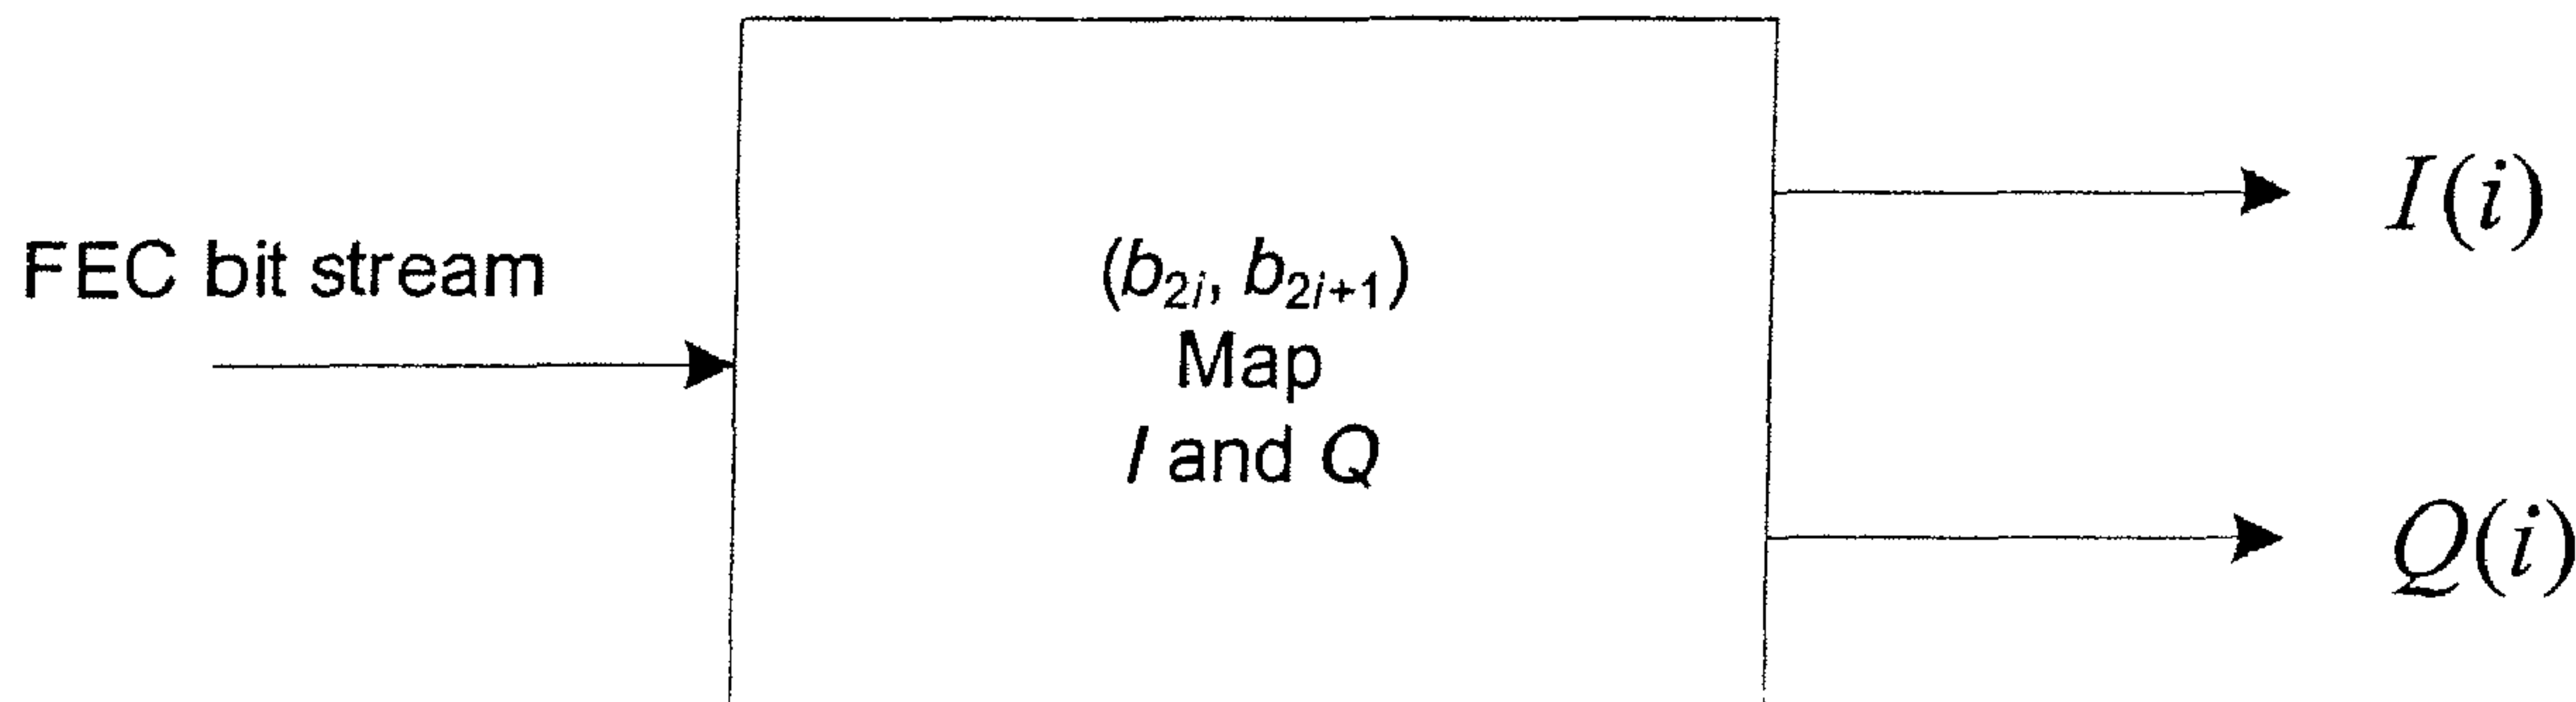 FEC bit stream
(b₂ᵢ, b₂ᵢ₊₁)
Map
I and Q
I(i)
Q(i)